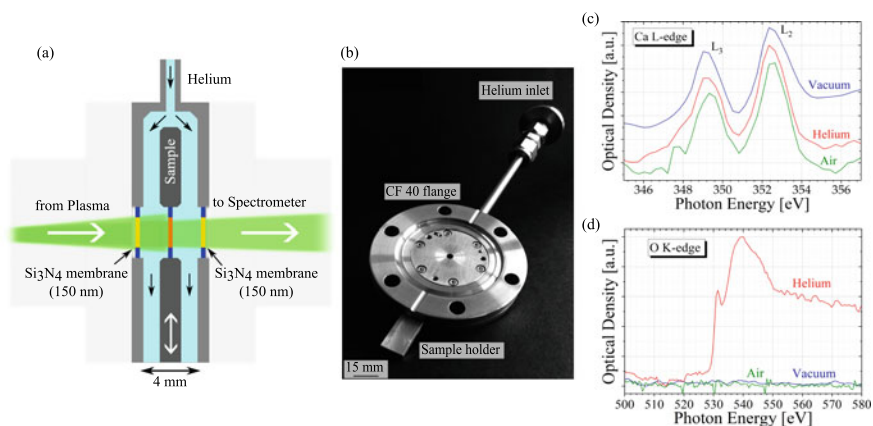 (a)
Helium
Sample
from Plasma
to Spectrometer
Si3N4 membrane
(150 nm)
Si3N4 membrane
(150 nm)
4 mm
(b)
Helium inlet
CF 40 flange
Sample holder
15 mm
(c)
Ca L-edge
L3
L2
Vacuum
Helium
Air
Optical Density [a.u.]
346 348 350 352 354 356
Photon Energy [eV]
(d)
O K-edge
Helium
Air
Vacuum
Optical Density [a.u.]
500 510 520 530 540 550 560 570 580
Photon Energy [eV]